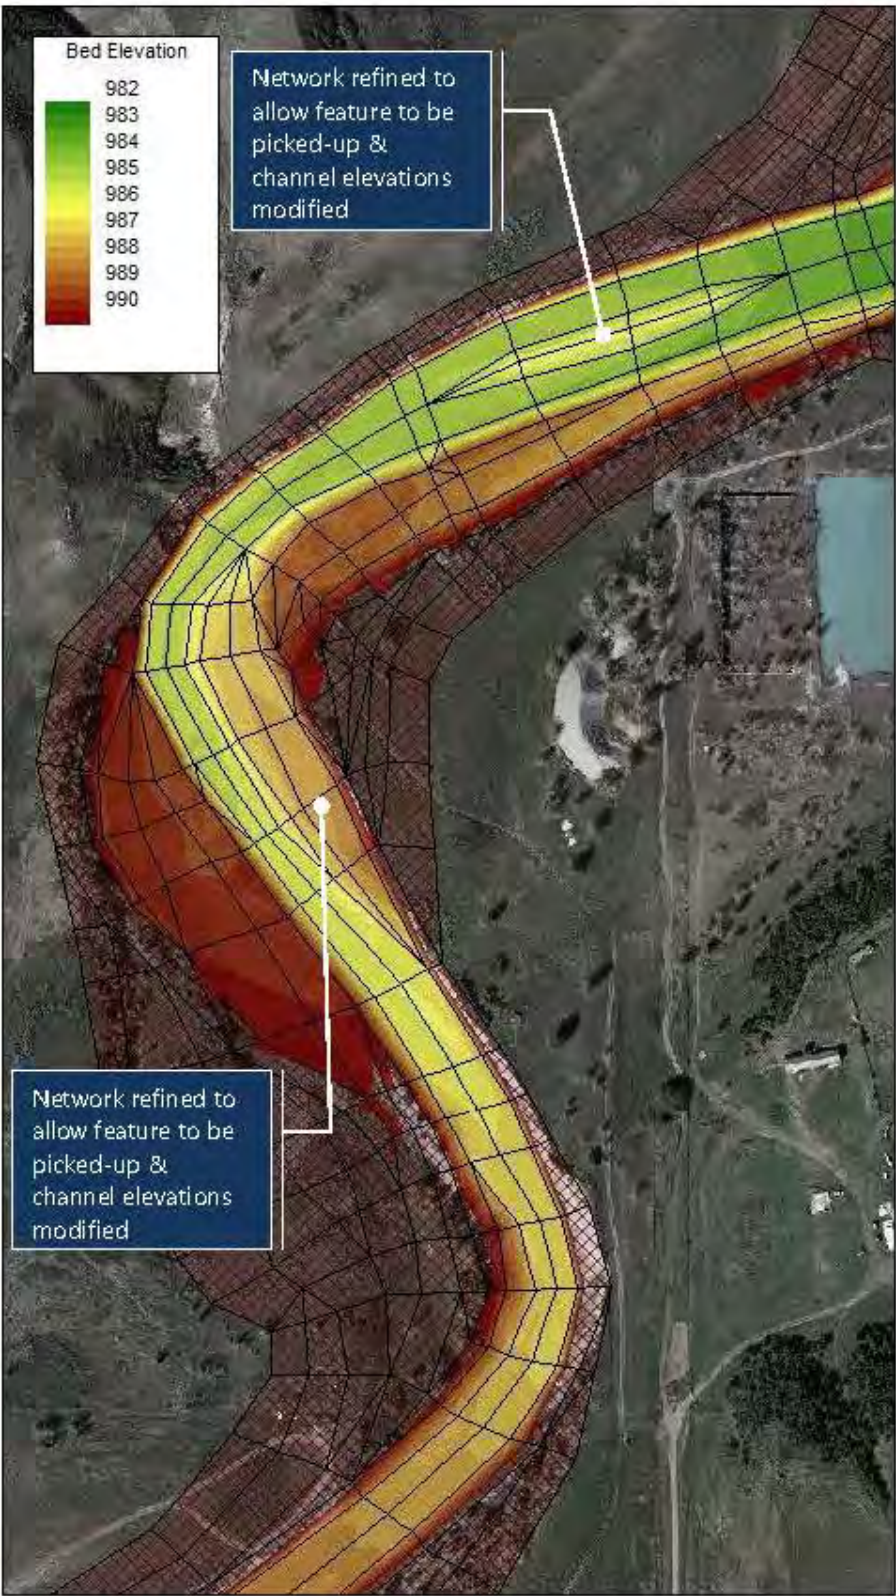 Bed Elevation
982
983
984
985
986
987
988
989
990
Network refined to
allow feature to be
picked-up &
channel elevations
modified
Network refined to
allow feature to be
picked-up &
channel elevations
modified